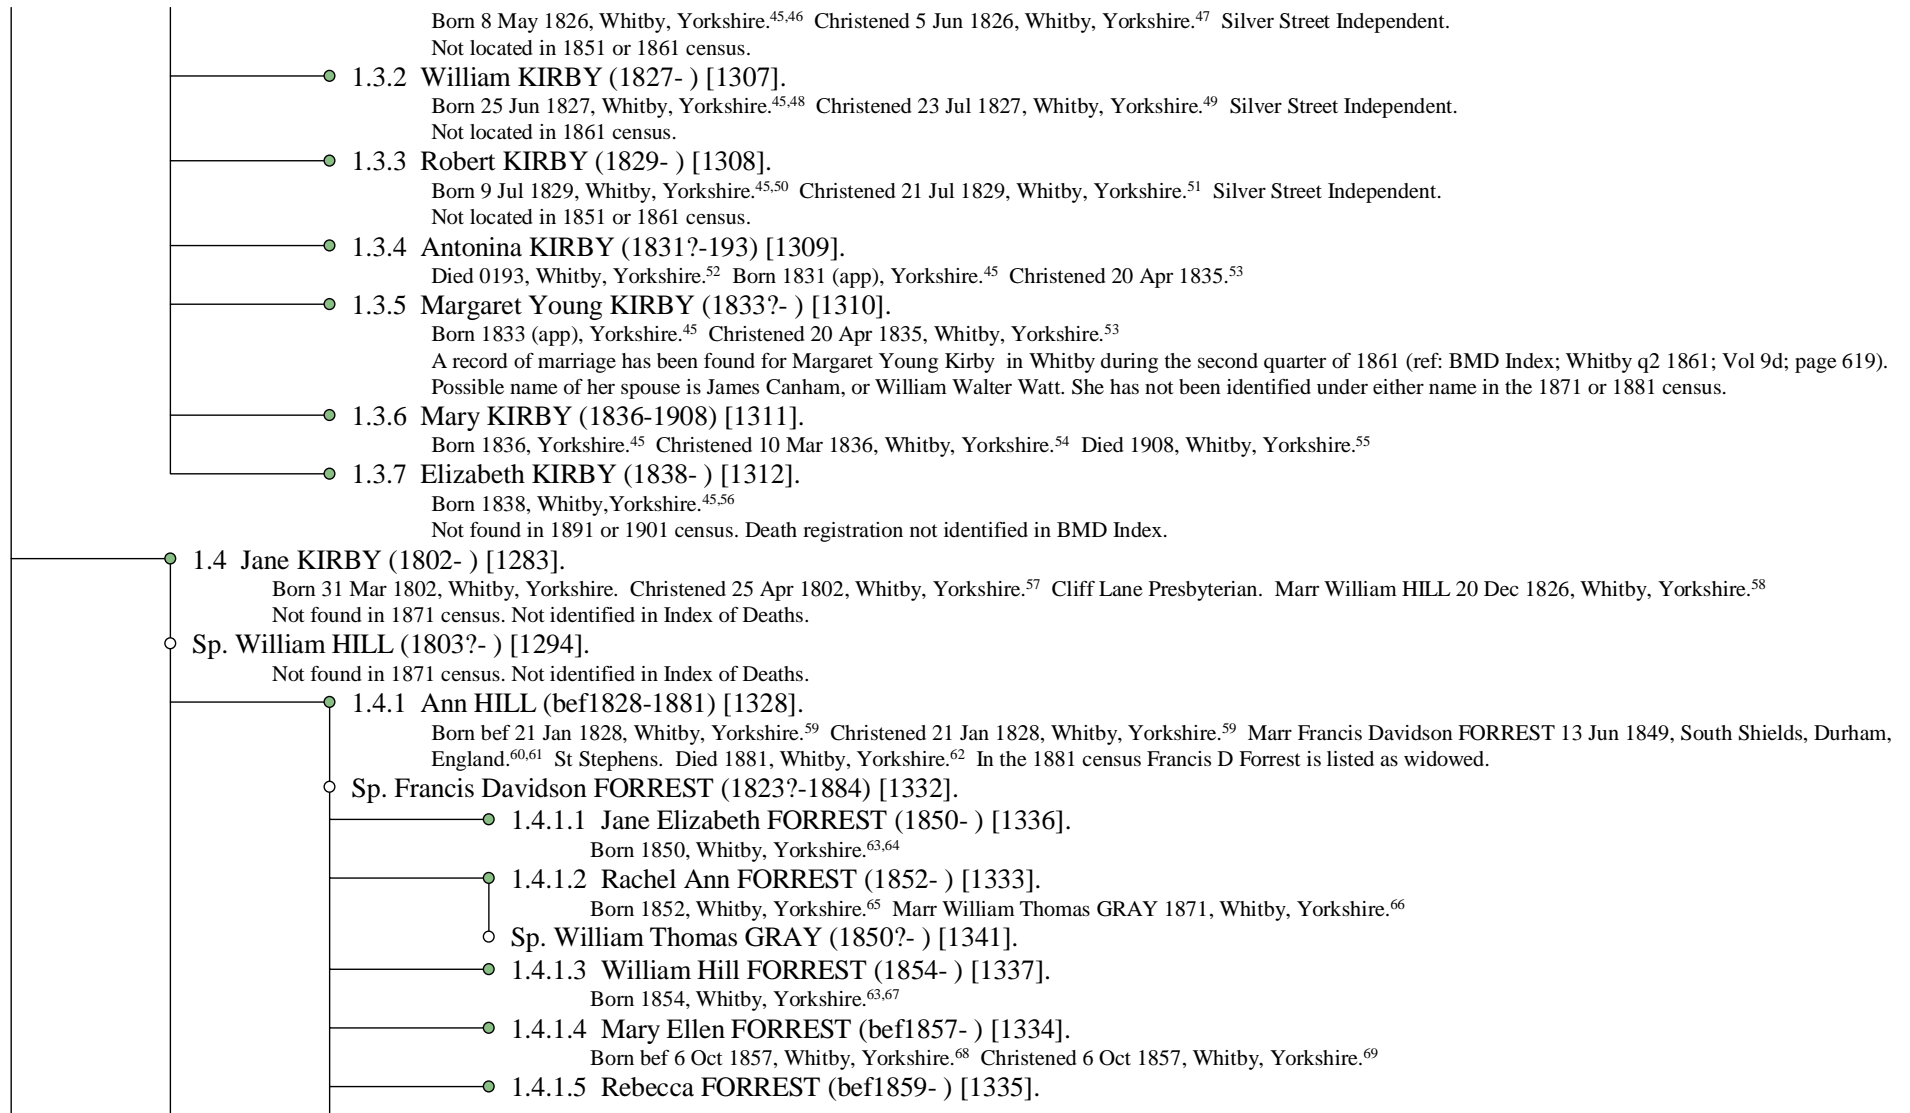 Born 8 May 1826, Whitby, Yorkshire.45,46 Christened 5 Jun 1826, Whitby, Yorkshire.47 Silver Street Independent.
Not located in 1851 or 1861 census.
1.3.2 William KIRBY (1827- ) [1307].
Born 25 Jun 1827, Whitby, Yorkshire.45,48 Christened 23 Jul 1827, Whitby, Yorkshire.49 Silver Street Independent.
Not located in 1861 census.
1.3.3 Robert KIRBY (1829- ) [1308].
Born 9 Jul 1829, Whitby, Yorkshire.45,50 Christened 21 Jul 1829, Whitby, Yorkshire.51 Silver Street Independent.
Not located in 1851 or 1861 census.
1.3.4 Antonina KIRBY (1831?-193) [1309].
Died 0193, Whitby, Yorkshire.52 Born 1831 (app), Yorkshire.45 Christened 20 Apr 1835.53
1.3.5 Margaret Young KIRBY (1833?- ) [1310].
Born 1833 (app), Yorkshire.45 Christened 20 Apr 1835, Whitby, Yorkshire.53
A record of marriage has been found for Margaret Young Kirby in Whitby during the second quarter of 1861 (ref: BMD Index; Whitby q2 1861; Vol 9d; page 619).
Possible name of her spouse is James Canham, or William Walter Watt. She has not been identified under either name in the 1871 or 1881 census.
1.3.6 Mary KIRBY (1836-1908) [1311].
Born 1836, Yorkshire.45 Christened 10 Mar 1836, Whitby, Yorkshire.54 Died 1908, Whitby, Yorkshire.55
1.3.7 Elizabeth KIRBY (1838- ) [1312].
Born 1838, Whitby,Yorkshire.45,56
Not found in 1891 or 1901 census. Death registration not identified in BMD Index.
1.4 Jane KIRBY (1802- ) [1283].
Born 31 Mar 1802, Whitby, Yorkshire. Christened 25 Apr 1802, Whitby, Yorkshire.57 Cliff Lane Presbyterian. Marr William HILL 20 Dec 1826, Whitby, Yorkshire.58
Not found in 1871 census. Not identified in Index of Deaths.
Sp. William HILL (1803?- ) [1294].
Not found in 1871 census. Not identified in Index of Deaths.
1.4.1 Ann HILL (bef1828-1881) [1328].
Born bef 21 Jan 1828, Whitby, Yorkshire.59 Christened 21 Jan 1828, Whitby, Yorkshire.59 Marr Francis Davidson FORREST 13 Jun 1849, South Shields, Durham,
England.60,61 St Stephens. Died 1881, Whitby, Yorkshire.62 In the 1881 census Francis D Forrest is listed as widowed.
Sp. Francis Davidson FORREST (1823?-1884) [1332].
1.4.1.1 Jane Elizabeth FORREST (1850- ) [1336].
Born 1850, Whitby, Yorkshire.63,64
1.4.1.2 Rachel Ann FORREST (1852- ) [1333].
Born 1852, Whitby, Yorkshire.65 Marr William Thomas GRAY 1871, Whitby, Yorkshire.66
Sp. William Thomas GRAY (1850?- ) [1341].
1.4.1.3 William Hill FORREST (1854- ) [1337].
Born 1854, Whitby, Yorkshire.63,67
1.4.1.4 Mary Ellen FORREST (bef1857- ) [1334].
Born bef 6 Oct 1857, Whitby, Yorkshire.68 Christened 6 Oct 1857, Whitby, Yorkshire.69
1.4.1.5 Rebecca FORREST (bef1859- ) [1335].